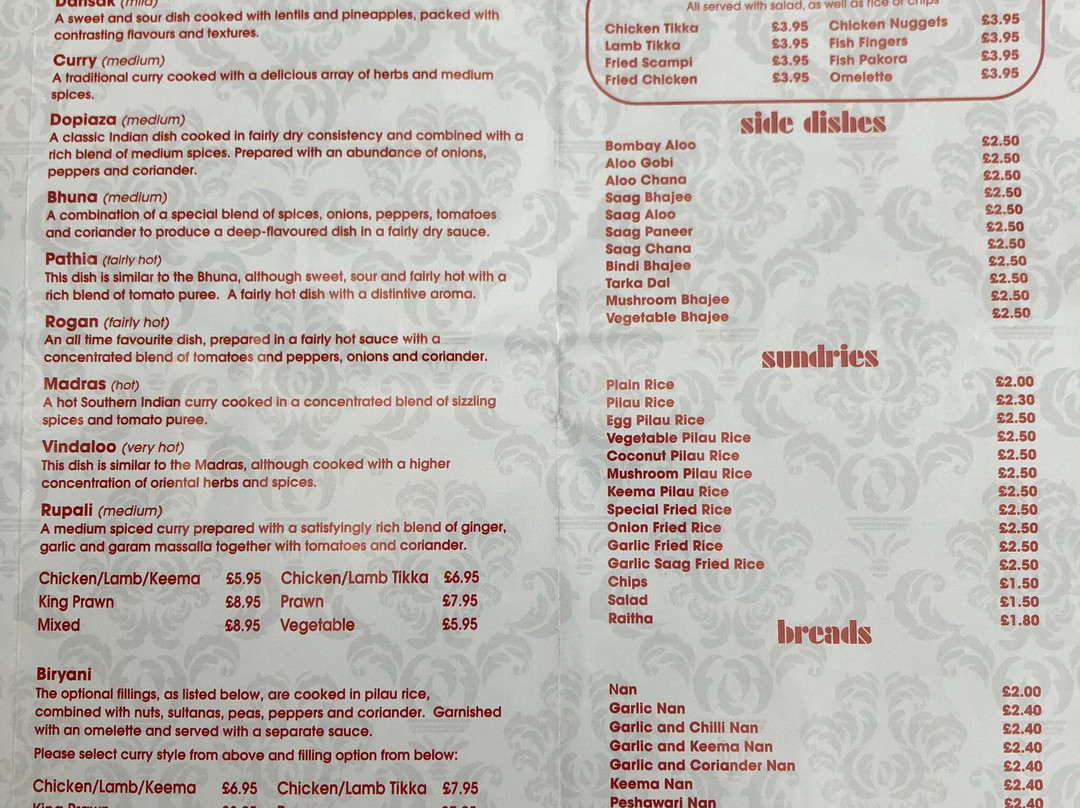 Dansak (mild)
A sweet and sour dish cooked with lentils and pineapples, packed with
contrasting flavours and textures.
Curry (medium)
A traditional curry cooked with a delicious array of herbs and medium
spices.
Dopiaza (medium)
A classic Indian dish cooked in fairly dry consistency and combined with a
rich blend of medium spices. Prepared with an abundance of onions,
peppers and coriander.
Bhuna (medium)
A combination of a special blend of spices, onions, peppers, tomatoes
and coriander to produce a deep-flavoured dish in a fairly dry sauce.
Pathia (fairly hot)
This dish is similar to the Bhuna, although sweet, sour and fairly hot with a
rich blend of tomato puree. A fairly hot dish with a distintive aroma.
Rogan (fairly hot)
An all time favourite dish, prepared in a fairly hot sauce with a
concentrated blend of tomatoes and peppers, onions and coriander.
Madras (hot)
A hot Southern Indian curry cooked in a concentrated blend of sizzling
spices and tomato puree.
Vindaloo (very hot)
This dish is similar to the Madras, although cooked with a higher
concentration of oriental herbs and spices.
Rupali (medium)
A medium spiced curry prepared with a satisfyingly rich blend of ginger,
garlic and garam massalla together with tomatoes and coriander.
Chicken/Lamb/Keema £5.95 Chicken/Lamb Tikka £6.95
King Prawn £8.95 Prawn £7.95
Mixed £8.95 Vegetable £5.95
Biryani
The optional fillings, as listed below, are cooked in pilau rice,
combined with nuts, sultanas, peas, peppers and coriander. Garnished
with an omelette and served with a separate sauce.
Please select curry style from above and filling option from below:
Chicken/Lamb/Keema £6.95 Chicken/Lamb Tikka £7.95
King Prawn
All served with salad, as well as rice or chips
Chicken Tikka £3.95 Chicken Nuggets £3.95
Lamb Tikka £3.95 Fish Fingers £3.95
Fried Scampi £3.95 Fish Pakora £3.95
Fried Chicken £3.95 Omelette £3.95
side dishes
Bombay Aloo £2.50
Aloo Gobi £2.50
Aloo Chana £2.50
Saag Bhajee £2.50
Saag Aloo £2.50
Saag Paneer £2.50
Saag Chana £2.50
Bindi Bhajee £2.50
Tarka Dal £2.50
Mushroom Bhajee £2.50
Vegetable Bhajee £2.50
sundries
Plain Rice £2.00
Pilau Rice £2.30
Egg Pilau Rice £2.50
Vegetable Pilau Rice £2.50
Coconut Pilau Rice £2.50
Mushroom Pilau Rice £2.50
Keema Pilau Rice £2.50
Special Fried Rice £2.50
Onion Fried Rice £2.50
Garlic Fried Rice £2.50
Garlic Saag Fried Rice £2.50
Chips £1.50
Salad £1.50
Raitha £1.80
breads
Nan £2.00
Garlic Nan £2.40
Garlic and Chilli Nan £2.40
Garlic and Keema Nan £2.40
Garlic and Coriander Nan £2.40
Keema Nan £2.40
Peshawari Nan £2.40